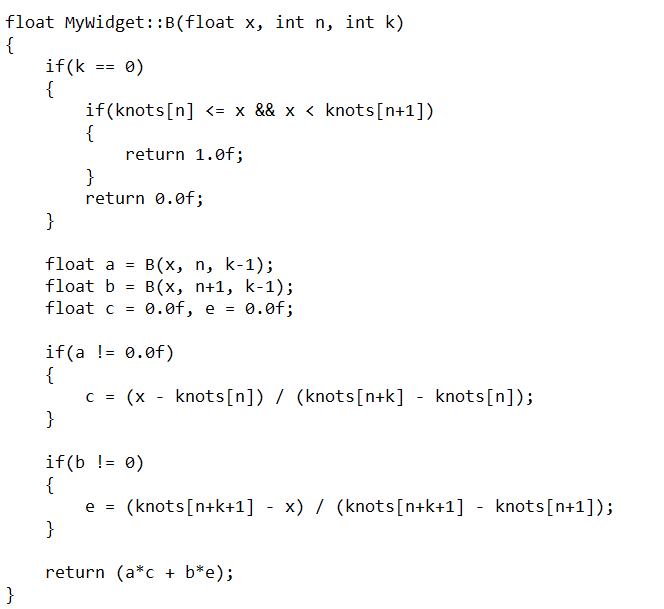 float MyWidget::B(float x, int n, int k)
{
    if(k == 0)
    {
        if(knots[n] <= x && x < knots[n+1])
        {
            return 1.0f;
        }
        return 0.0f;
    }

    float a = B(x, n, k-1);
    float b = B(x, n+1, k-1);
    float c = 0.0f, e = 0.0f;

    if(a != 0.0f)
    {
        c = (x - knots[n]) / (knots[n+k] - knots[n]);
    }

    if(b != 0)
    {
        e = (knots[n+k+1] - x) / (knots[n+k+1] - knots[n+1]);
    }

    return (a*c + b*e);
}